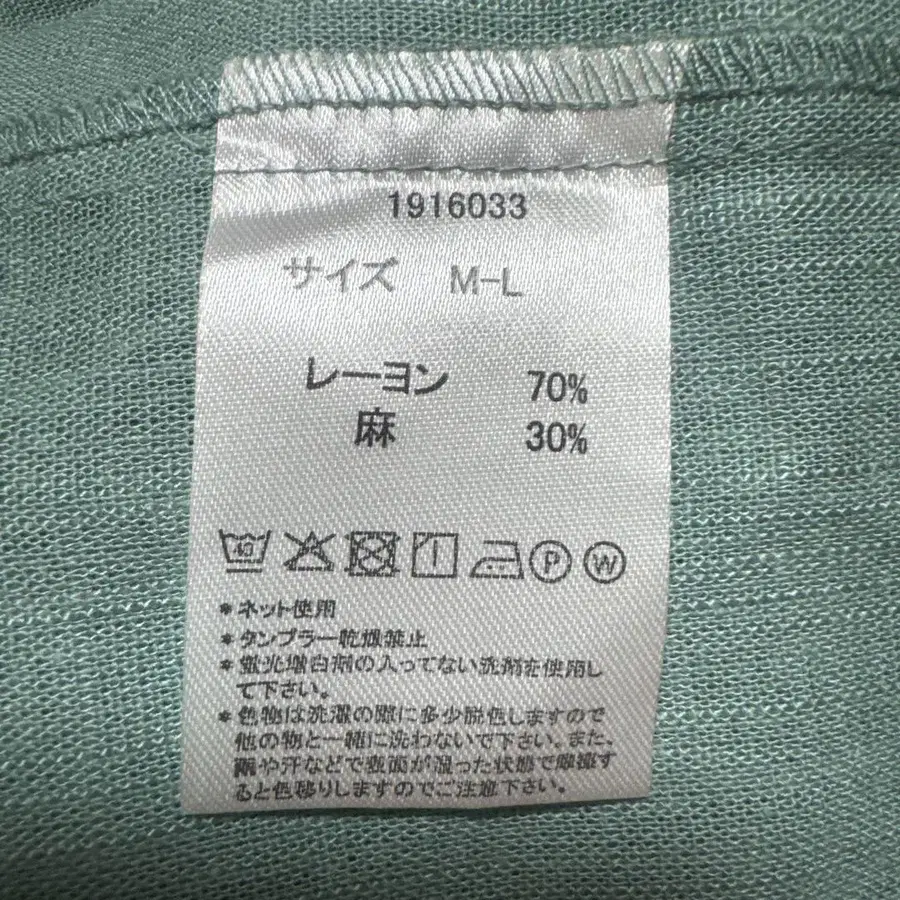 1916033
サイズ M-L
レーヨン 70%
麻 30%
40 P W
*ネット使用
*タンブラー乾燥禁止
*蛍光増白剤の入ってない洗剤を使用し
て下さい。
*色物は洗濯の際に多少脱色しますので
他の物と一緒に洗わないで下さい。また、
雨や汗などで表面が湿った状態で摩擦す
ると色移りしますのでご注意下さい。